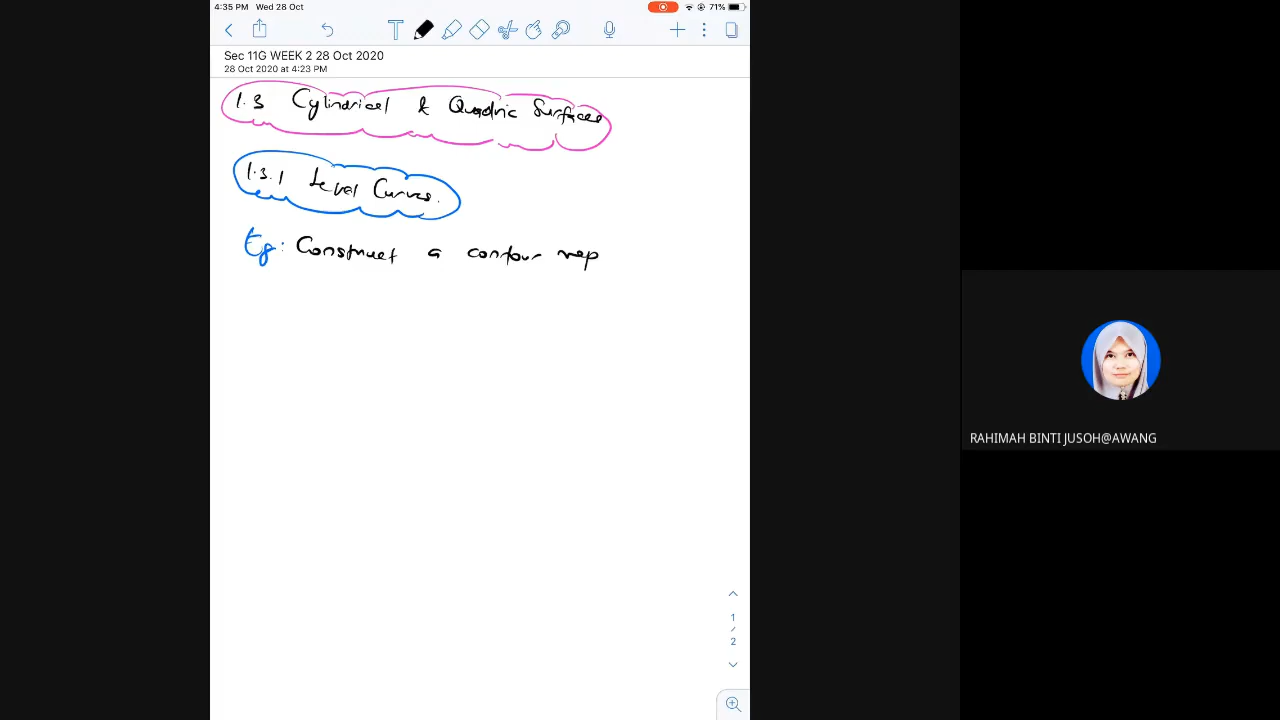 4:35 PM Wed 28 Oct
71%
Sec 11G WEEK 2 28 Oct 2020
28 Oct 2020 at 4:23 PM
1.3 Cylindrical & Quadric Surfaces
1.3.1 Level Curves.
Eg: Construct a contour map
RAHIMAH BINTI JUSOH@AWANG
1
/
2